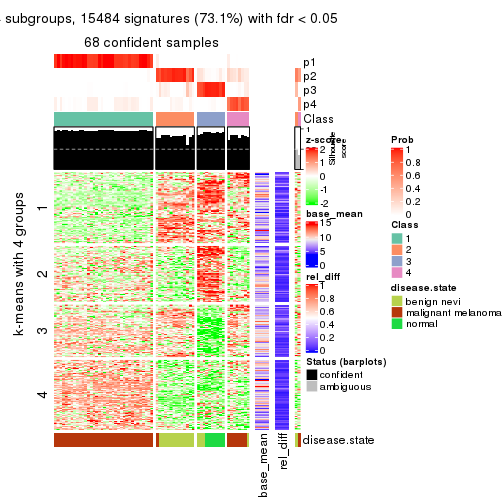 subgroups, 15484 signatures (73.1%) with fdr < 0.05
68 confident samples
p1
p2
p3
p4
Class
1
Silhouette
score
k-means with 4 groups
1
2
3
4
z-score
2
1
0
-1
-2
base_mean
15
10
5
0
rel_diff
1
0.8
0.6
0.4
0.2
0
Status (barplots)
confident
ambiguous
Prob
1
0.8
0.6
0.4
0.2
0
Class
1
2
3
4
disease.state
benign nevi
malignant melanoma
normal
disease.state
base_mean
rel_diff